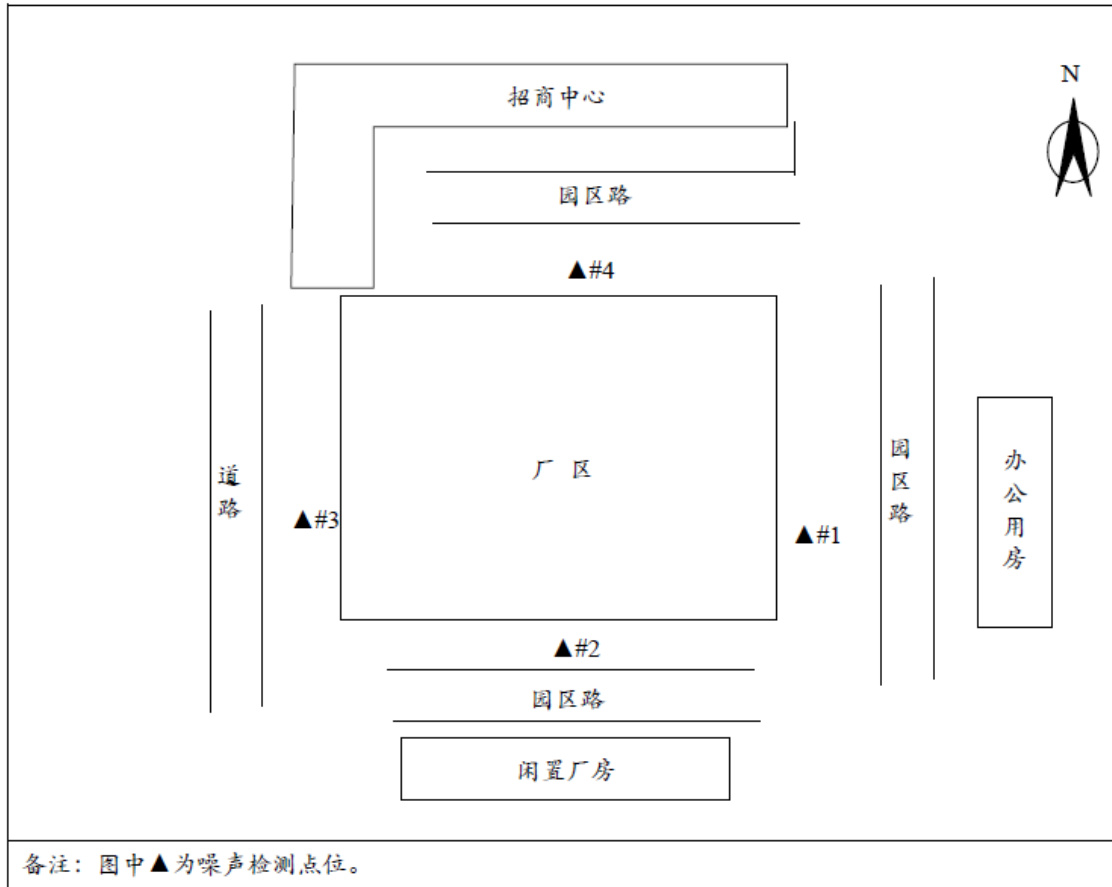 招商中心
N
园区路
▲#4
道路
▲#3
厂 区
▲#1
园区路
办公用房
▲#2
园区路
闲置厂房
备注：图中▲为噪声检测点位。